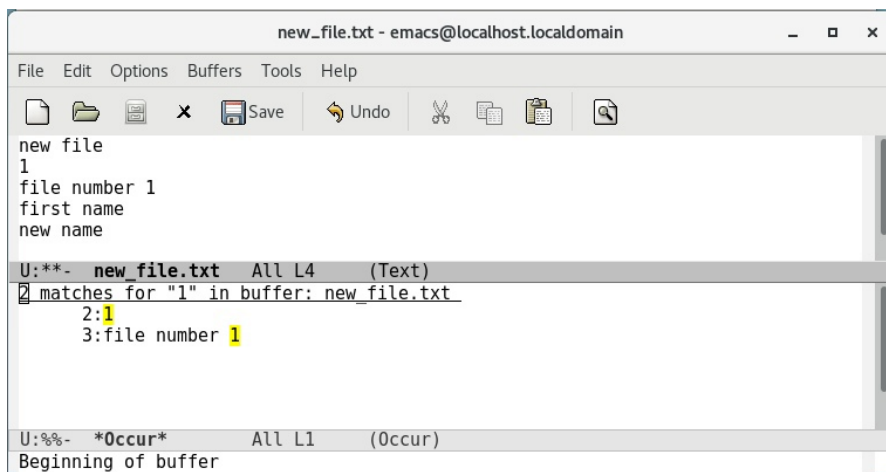 new_file.txt - emacs@localhost.localdomain
File Edit Options Buffers Tools Help
Save Undo
new file
1
file number 1
first name
new name
U:**-  new_file.txt   All L4     (Text)
2 matches for "1" in buffer: new_file.txt
2:1
3:file number 1
U:%%-  *Occur*        All L1     (Occur)
Beginning of buffer